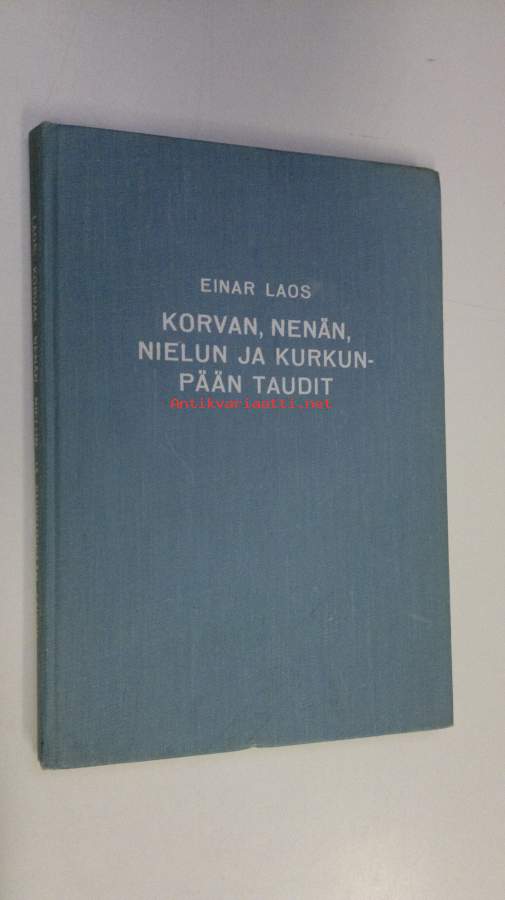 EINAR LAOS
KORVAN, NENÄN,
NIELUN JA KURKUN-
PÄÄN TAUDIT
Antikvariaatti.net